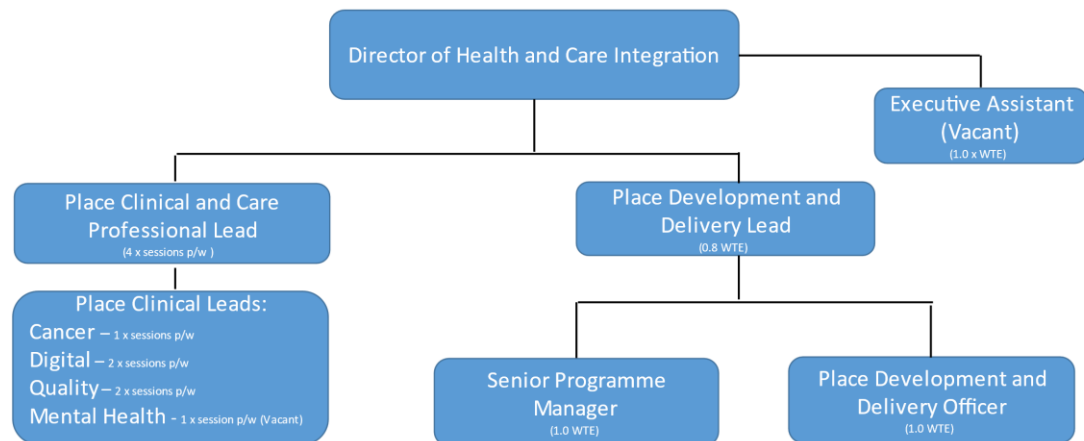 Director of Health and Care Integration
Executive Assistant
(Vacant)
(1.0 x WTE)
Place Clinical and Care
Professional Lead
(4 x sessions p/w )
Place Development and
Delivery Lead
(0.8 WTE)
Place Clinical Leads:
Cancer – 1 x sessions p/w
Digital – 2 x sessions p/w
Quality – 2 x sessions p/w
Mental Health - 1 x session p/w (Vacant)
Senior Programme
Manager
(1.0 WTE)
Place Development and
Delivery Officer
(1.0 WTE)